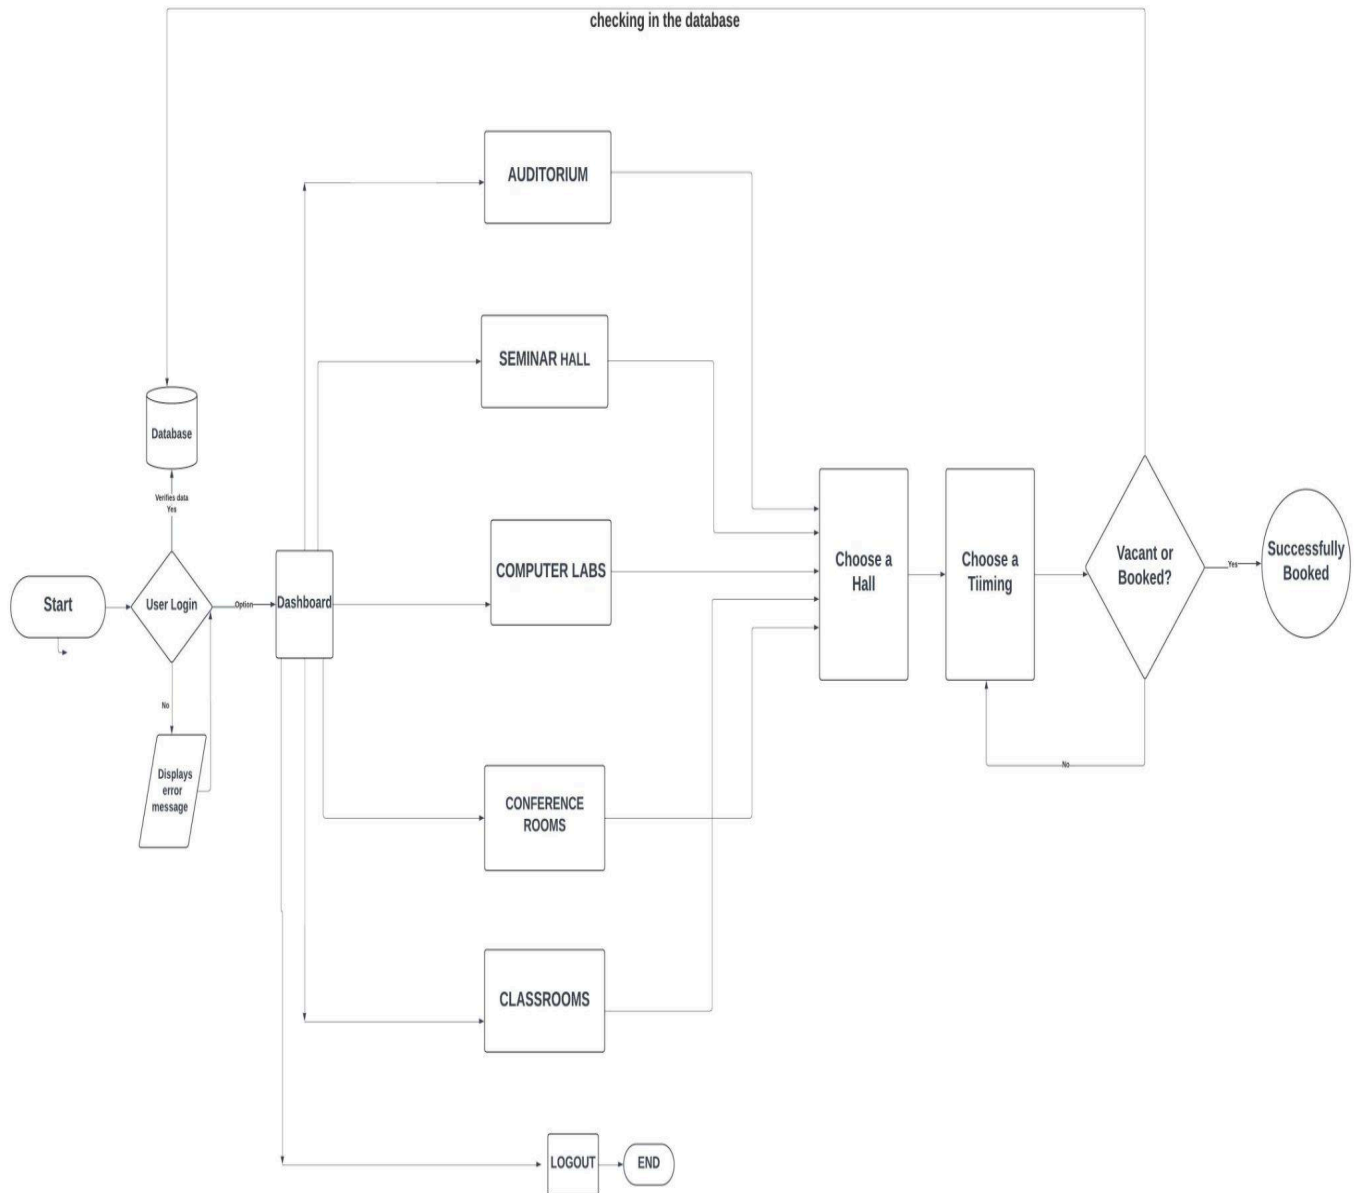 checking in the database
AUDITORIUM
SEMINAR HALL
Database
Verifies data
Yes
Start
User Login
Option
Dashboard
COMPUTER LABS
Choose a
Hall
Choose a
Tiiming
Vacant or
Booked?
Yes
Successfully
Booked
No
Displays
error
message
No
CONFERENCE
ROOMS
CLASSROOMS
LOGOUT
END